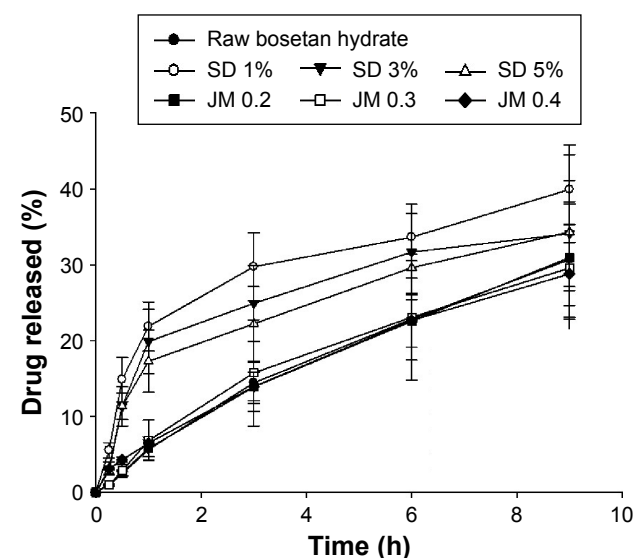 Raw bosetan hydrate
SD 1% SD 3% SD 5%
JM 0.2 JM 0.3 JM 0.4
50
40
30
20
10
0
Drug released (%)
0 2 4 6 8 10
Time (h)